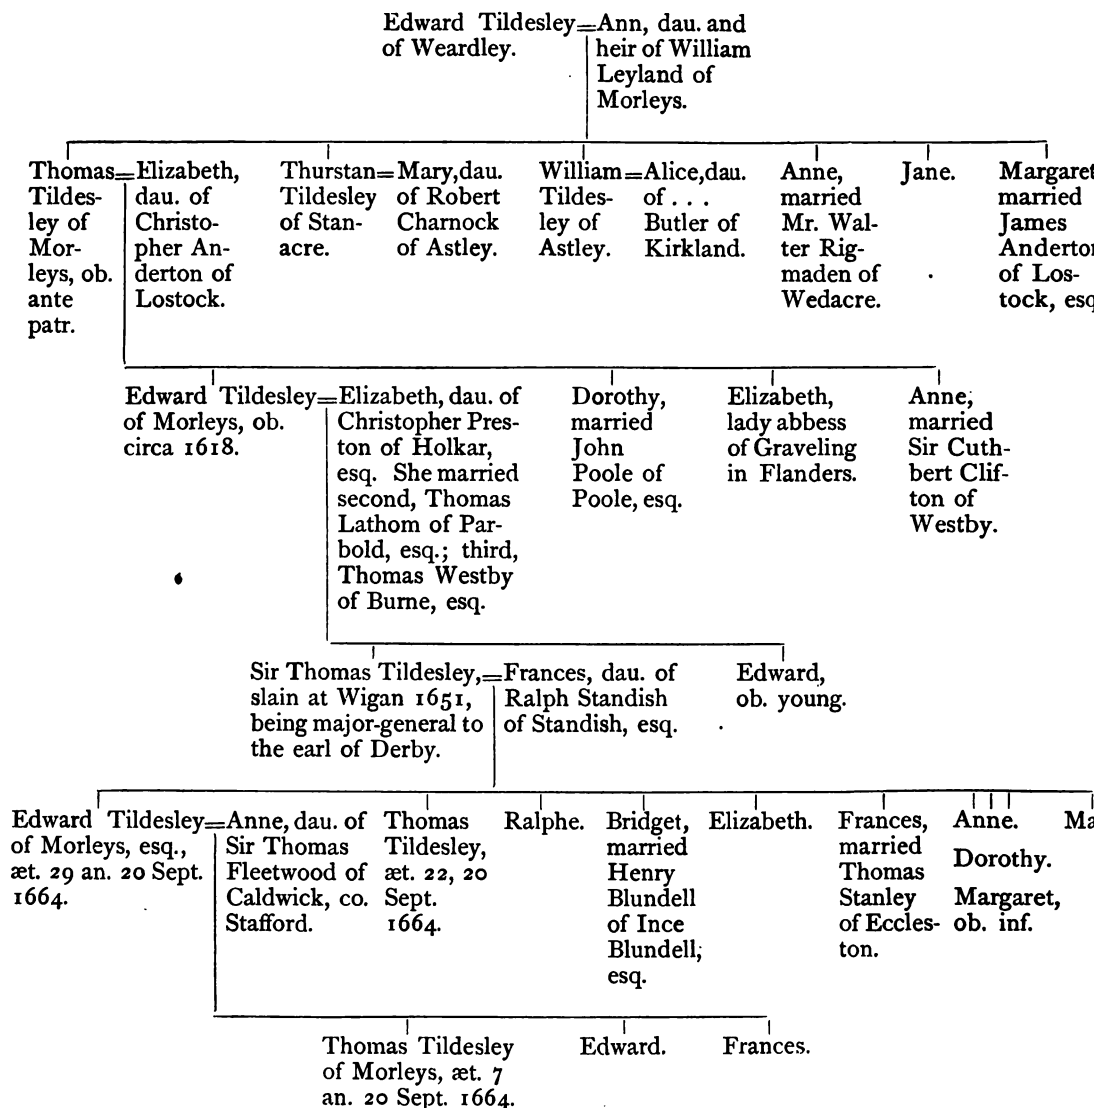 Edward Tildesley=Ann, dau. and
of Weardley. heir of William
Leyland of
Morleys.
Thomas=Elizabeth,
Tildes- dau. of
ley of Christo-
Mor- pher An-
leys, ob. derton of
ante Lostock.
patr.
Thurstan=Mary, dau.
Tildesley of Robert
of Stan- Charnock
acre. of Astley.
William=Alice, dau.
Tildes- of . . .
ley of Butler of
Astley. Kirkland.
Anne,
married
Mr. Wal-
ter Rig-
maden of
Wedacre.
Jane.
Margaret
married
James
Anderton
of Los-
tock, esq
Edward Tildesley=Elizabeth, dau. of
of Morleys, ob. Christopher Pres-
circa 1618. ton of Holkar,
esq. She married
second, Thomas
Lathom of Par-
bold, esq.; third,
Thomas Westby
of Burne, esq.
Dorothy,
married
John
Poole of
Poole, esq.
Elizabeth,
lady abbess
of Graveling
in Flanders.
Anne,
married
Sir Cuth-
bert Clif-
ton of
Westby.
Sir Thomas Tildesley,=Frances, dau. of
slain at Wigan 1651, Ralph Standish
being major-general to of Standish, esq.
the earl of Derby.
Edward,
ob. young.
Edward Tildesley=Anne, dau. of
of Morleys, esq., Sir Thomas
æt. 29 an. 20 Sept. Fleetwood of
1664. Caldwick, co.
Stafford.
Thomas
Tildesley,
æt. 22, 20
Sept.
1664.
Ralphe.
Bridget,
married
Henry
Blundell
of Ince
Blundell,
esq.
Elizabeth.
Frances,
married
Thomas
Stanley
of Eccles-
ton.
Anne.
Dorothy.
Margaret,
ob. inf.
Ma
Thomas Tildesley
of Morleys, æt. 7
an. 20 Sept. 1664.
Edward.
Frances.